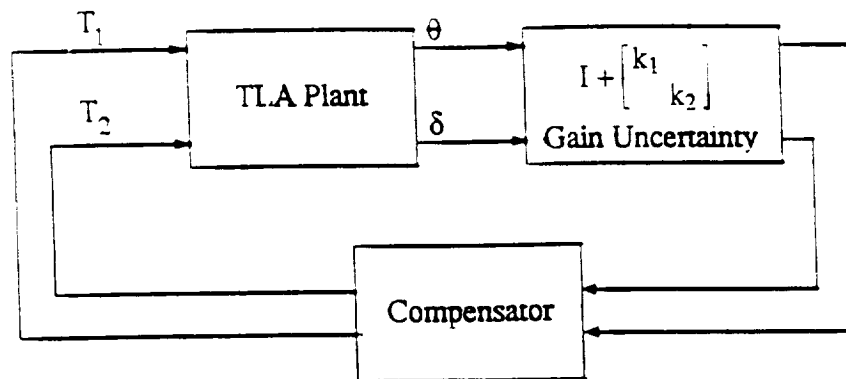 T₁
θ
TLA Plant
T₂
δ
I + [k₁ k₂]
Gain Uncertainty
Compensator